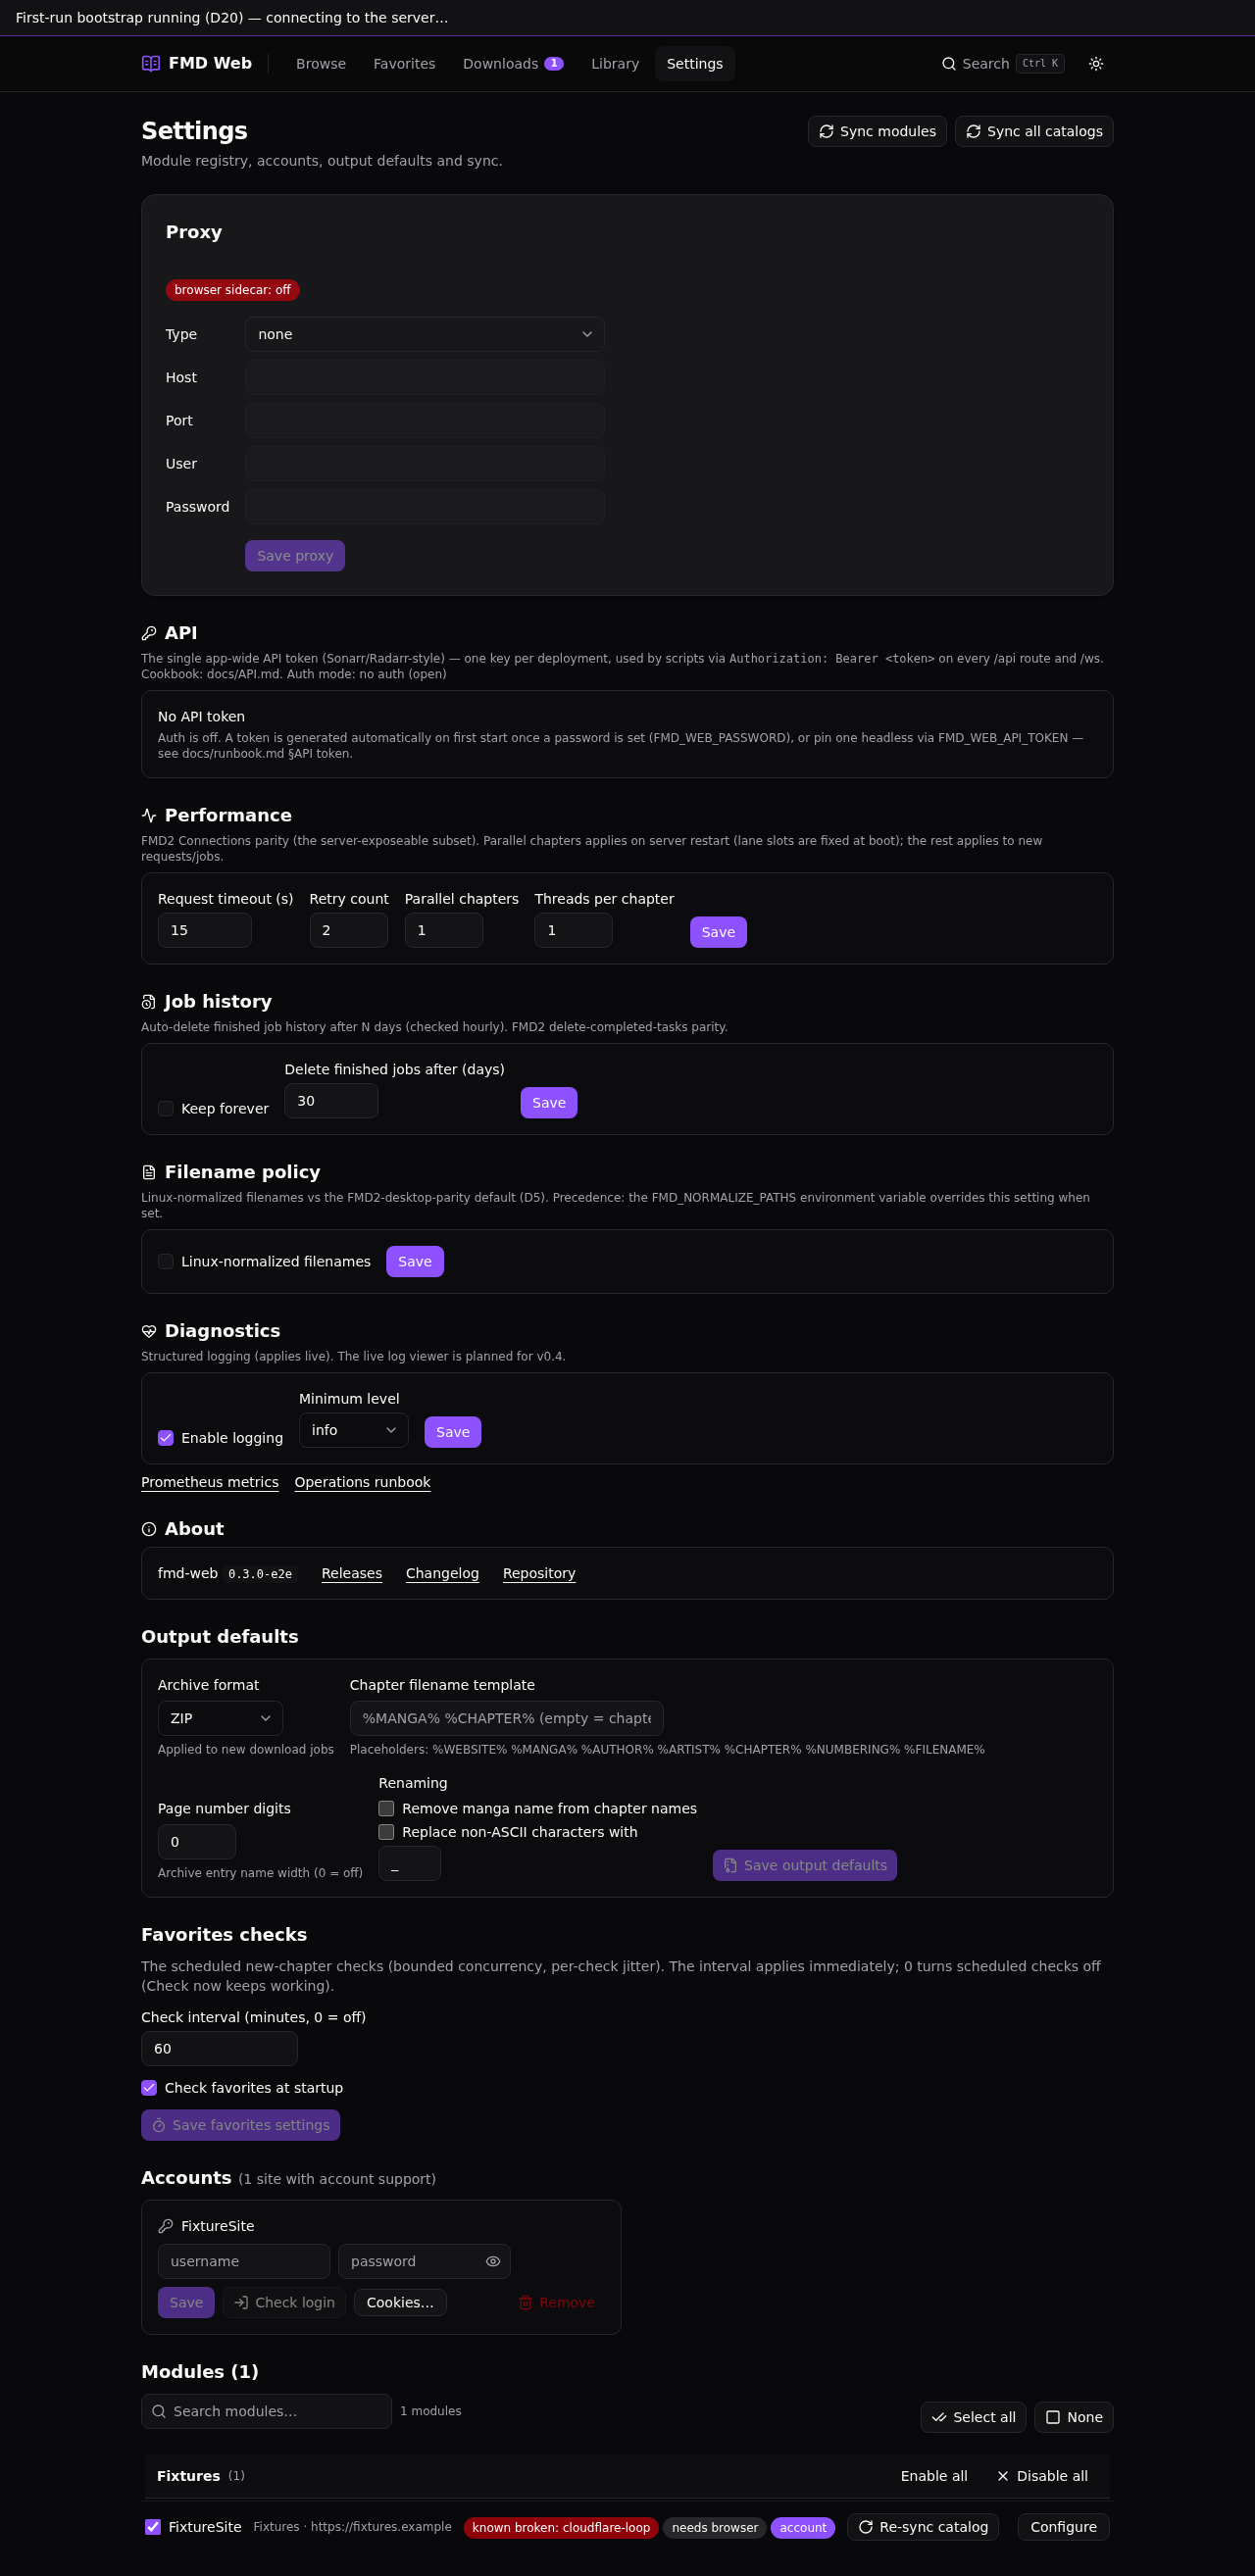 First-run bootstrap running (D20) — connecting to the server…
FMD Web
Browse
Favorites
Downloads 1
Library
Settings
Search Ctrl K
Settings
Sync modules
Sync all catalogs
Module registry, accounts, output defaults and sync.
Proxy
browser sidecar: off
Type none
Host
Port
User
Password
Save proxy
API
The single app-wide API token (Sonarr/Radarr-style) — one key per deployment, used by scripts via Authorization: Bearer <token> on every /api route and /ws.
Cookbook: docs/API.md. Auth mode: no auth (open)
No API token
Auth is off. A token is generated automatically on first start once a password is set (FMD_WEB_PASSWORD), or pin one headless via FMD_WEB_API_TOKEN —
see docs/runbook.md §API token.
Performance
FMD2 Connections parity (the server-exposeable subset). Parallel chapters applies on server restart (lane slots are fixed at boot); the rest applies to new
requests/jobs.
Request timeout (s) Retry count Parallel chapters Threads per chapter
15 2 1 1 Save
Job history
Auto-delete finished job history after N days (checked hourly). FMD2 delete-completed-tasks parity.
Delete finished jobs after (days)
Keep forever 30 Save
Filename policy
Linux-normalized filenames vs the FMD2-desktop-parity default (D5). Precedence: the FMD_NORMALIZE_PATHS environment variable overrides this setting when
set.
Linux-normalized filenames Save
Diagnostics
Structured logging (applies live). The live log viewer is planned for v0.4.
Minimum level
Enable logging info Save
Prometheus metrics Operations runbook
About
fmd-web 0.3.0-e2e Releases Changelog Repository
Output defaults
Archive format Chapter filename template
ZIP %MANGA% %CHAPTER% (empty = chapte
Applied to new download jobs Placeholders: %WEBSITE% %MANGA% %AUTHOR% %ARTIST% %CHAPTER% %NUMBERING% %FILENAME%
Renaming
Page number digits Remove manga name from chapter names
Replace non-ASCII characters with
0 _ Save output defaults
Archive entry name width (0 = off)
Favorites checks
The scheduled new-chapter checks (bounded concurrency, per-check jitter). The interval applies immediately; 0 turns scheduled checks off
(Check now keeps working).
Check interval (minutes, 0 = off)
60
Check favorites at startup
Save favorites settings
Accounts (1 site with account support)
FixtureSite
username password
Save Check login Cookies… Remove
Modules (1)
Search modules… 1 modules Select all None
Fixtures (1) Enable all Disable all
FixtureSite Fixtures · https://fixtures.example known broken: cloudflare-loop needs browser account Re-sync catalog Configure